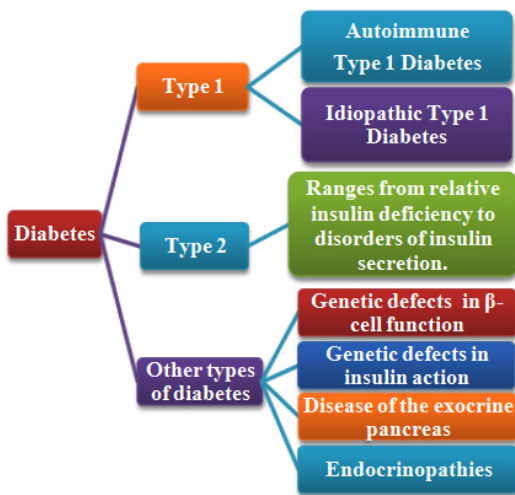 Autoimmune
Type 1 Diabetes
Type 1
Idiopathic Type 1
Diabetes
Diabetes
Type 2
Ranges from relative
insulin deficiency to
disorders of insulin
secretion.
Other types
of diabetes
Genetic defects in β-
cell function
Genetic defects in
insulin action
Disease of the exocrine
pancreas
Endocrinopathies